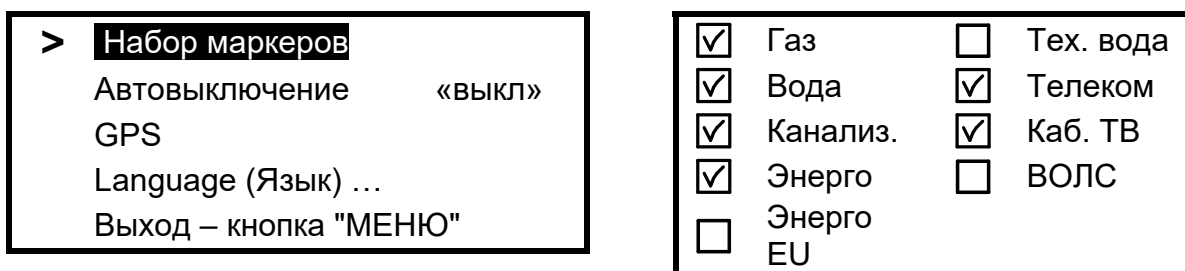 > Набор маркеров
Автовыключение «выкл»
GPS
Language (Язык) …
Выход – кнопка "МЕНЮ"
Газ Тех. вода
Вода Телеком
Канализ. Каб. ТВ
Энерго ВОЛС
Энерго
EU